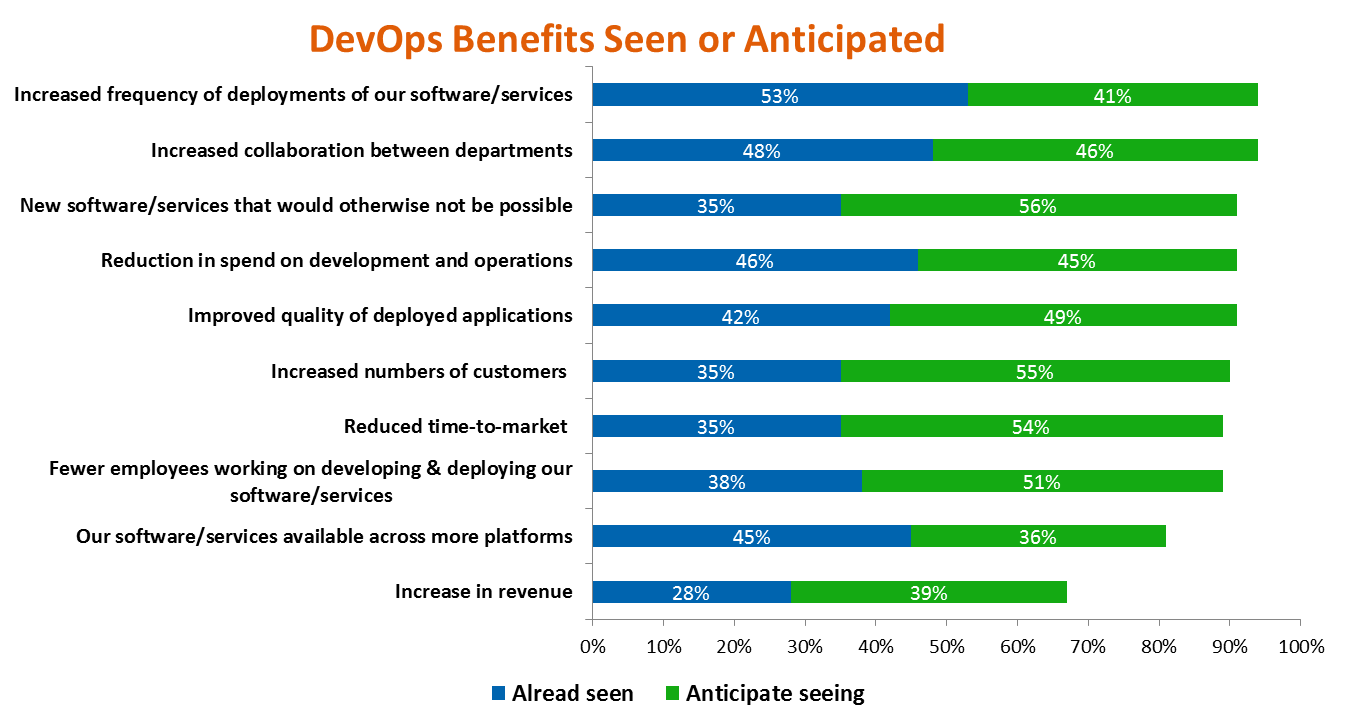 DevOps Benefits Seen or Anticipated
Increased frequency of deployments of our software/services 53% 41%
Increased collaboration between departments 48% 46%
New software/services that would otherwise not be possible 35% 56%
Reduction in spend on development and operations 46% 45%
Improved quality of deployed applications 42% 49%
Increased numbers of customers 35% 55%
Reduced time-to-market 35% 54%
Fewer employees working on developing & deploying our
software/services 38% 51%
Our software/services available across more platforms 45% 36%
Increase in revenue 28% 39%
0% 10% 20% 30% 40% 50% 60% 70% 80% 90% 100%
Alread seen Anticipate seeing